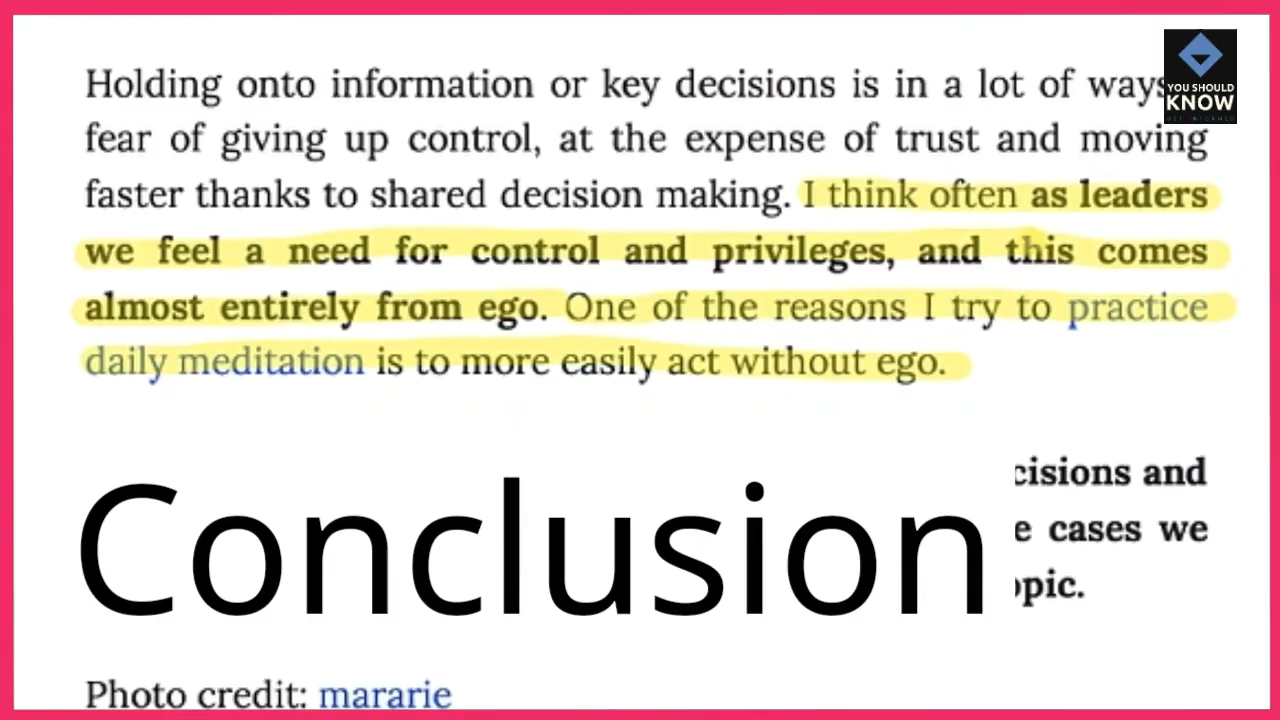 Holding onto information or key decisions is in a lot of ways
fear of giving up control, at the expense of trust and moving
faster thanks to shared decision making. I think often as leaders
we feel a need for control and privileges, and this comes
almost entirely from ego. One of the reasons I try to practice
daily meditation is to more easily act without ego.
YOU SHOULD
KNOW
GET INFORMED
cisions and
e cases we
opic.
Conclusion
Photo credit: mararie